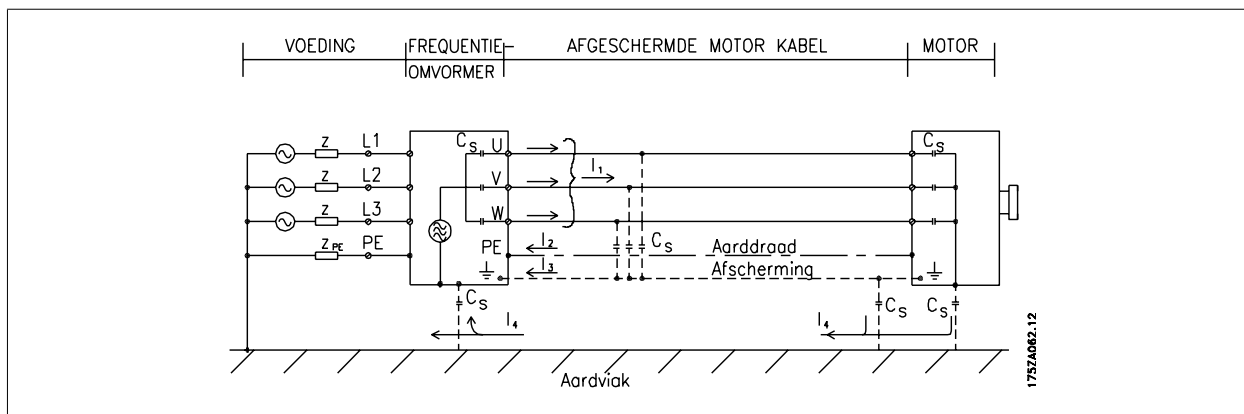 VOEDING FREQUENTIE- AFGESCHERMDE MOTOR KABEL MOTOR
OMVORMER
Z L1 CS U CS
I1
Z L2 V
Z L3 W
ZPE PE PE I2 CS Aarddraad
I3 Afscherming
CS CS CS
I4 I4
Aardvlak
175ZA062.12